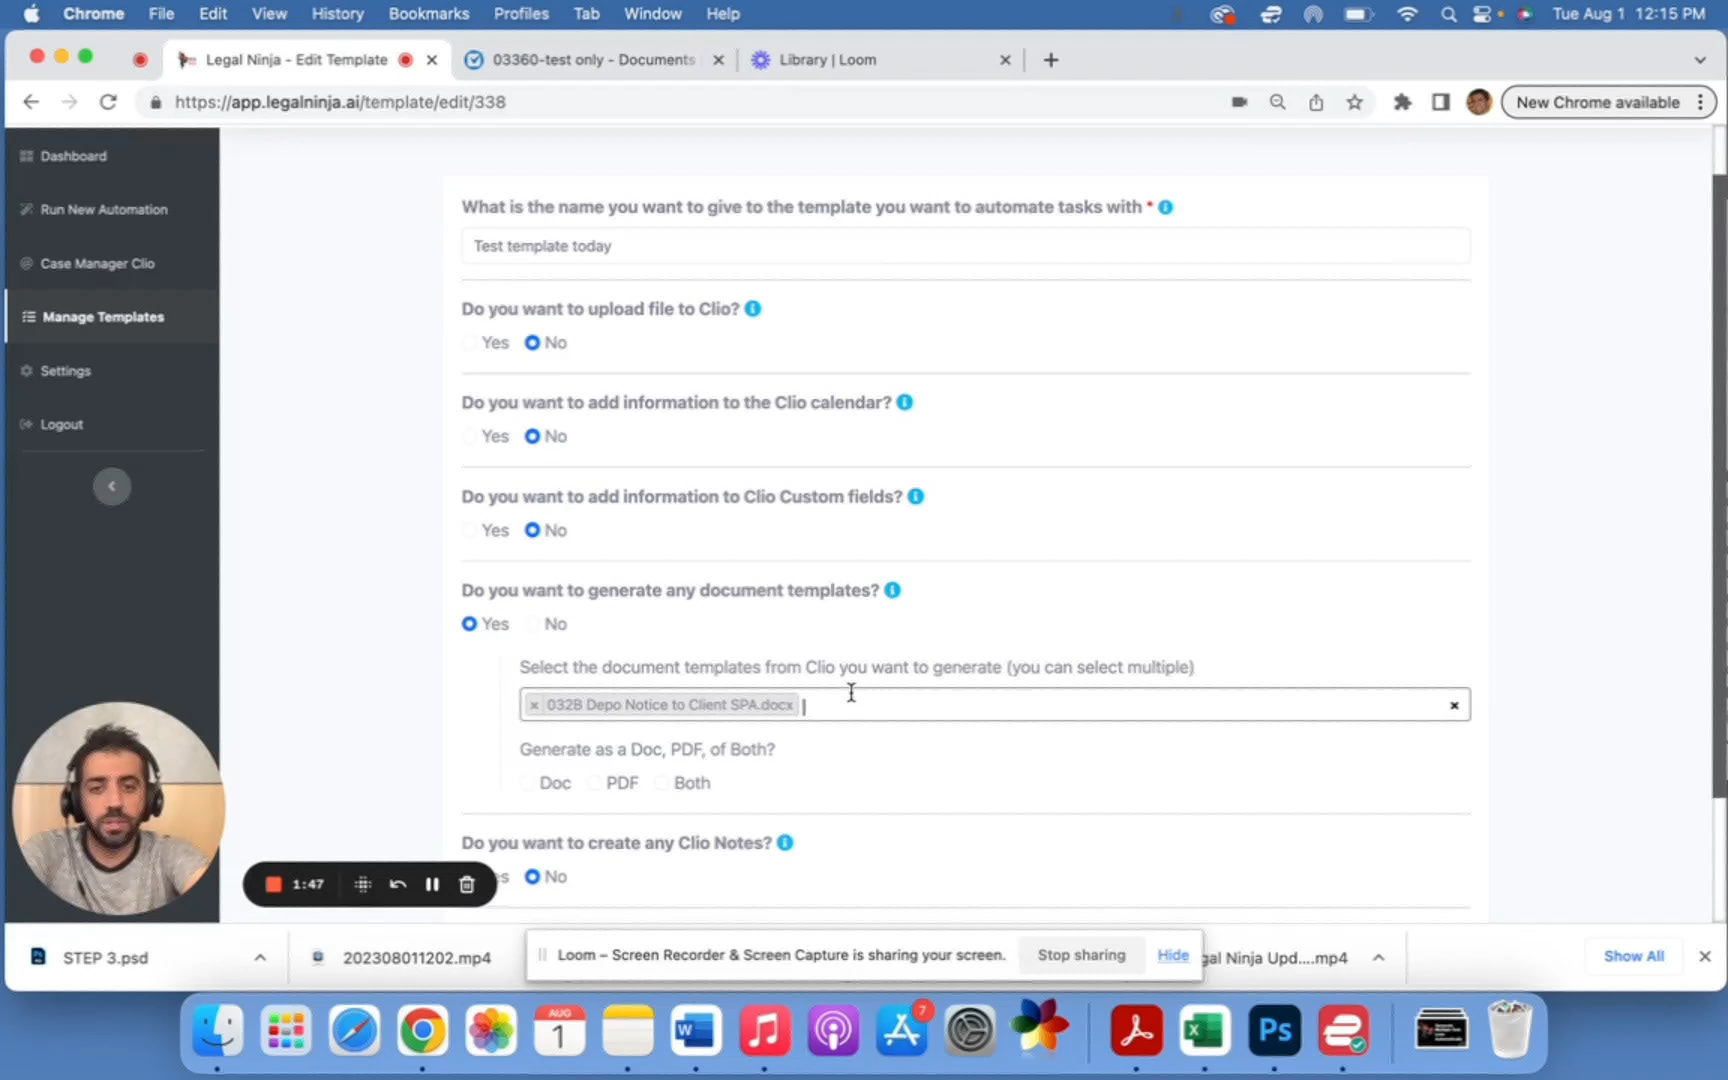 Chrome File Edit View History Bookmarks Profiles Tab Window Help Tue Aug 1 12:15 PM
Legal Ninja - Edit Template 03360-test only - Documents Library | Loom
https://app.legalninja.ai/template/edit/338 New Chrome available
Dashboard
Run New Automation
Case Manager Clio
Manage Templates
Settings
Logout
What is the name you want to give to the template you want to automate tasks with *
Test template today
Do you want to upload file to Clio?
Yes No
Do you want to add information to the Clio calendar?
Yes No
Do you want to add information to Clio Custom fields?
Yes No
Do you want to generate any document templates?
Yes No
Select the document templates from Clio you want to generate (you can select multiple)
× 032B Depo Notice to Client SPA.docx ×
Generate as a Doc, PDF, of Both?
Doc PDF Both
Do you want to create any Clio Notes?
es No
1:47
STEP 3.psd 202308011202.mp4 Loom – Screen Recorder & Screen Capture is sharing your screen. Stop sharing Hide gal Ninja Upd....mp4 Show All
AUG
1
W
7
X
Ps